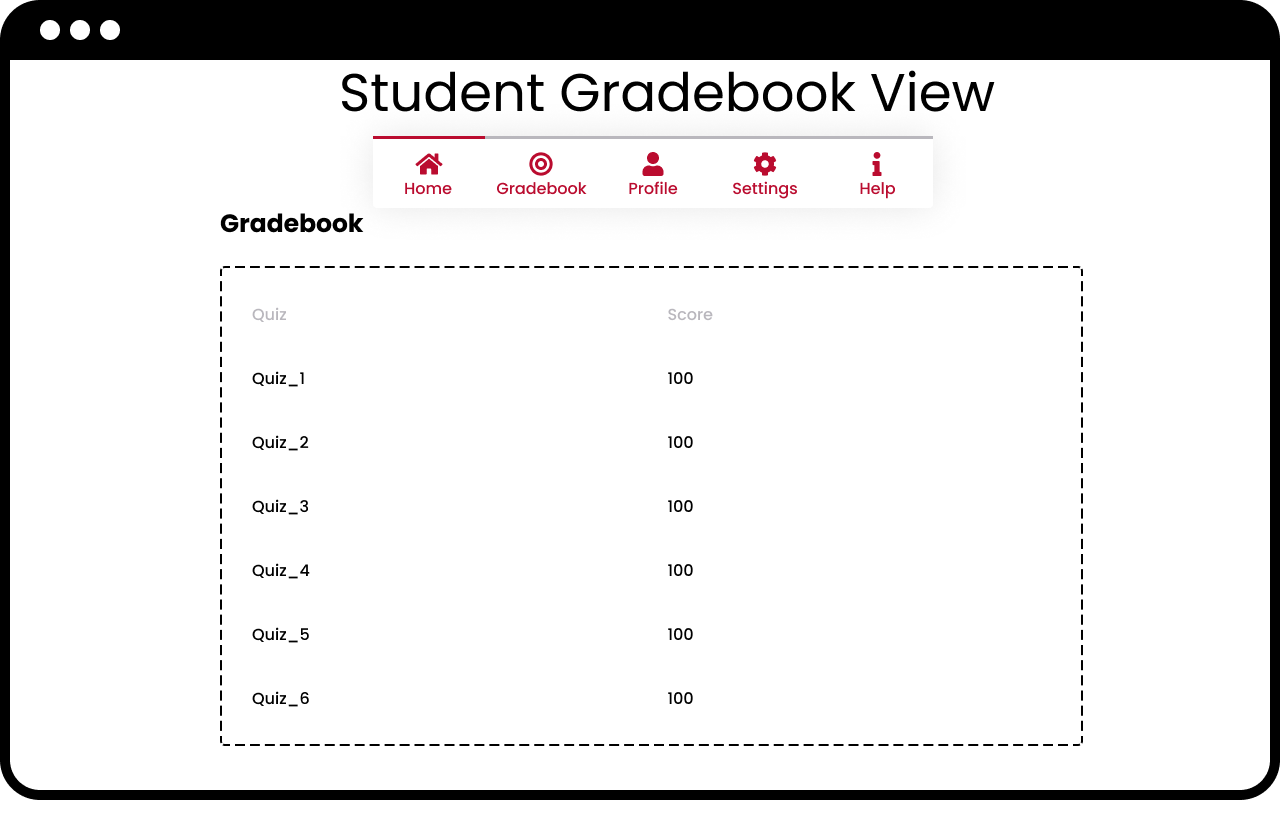 Student Gradebook View
Home Gradebook Profile Settings Help
Gradebook
Quiz Score
Quiz_1 100
Quiz_2 100
Quiz_3 100
Quiz_4 100
Quiz_5 100
Quiz_6 100